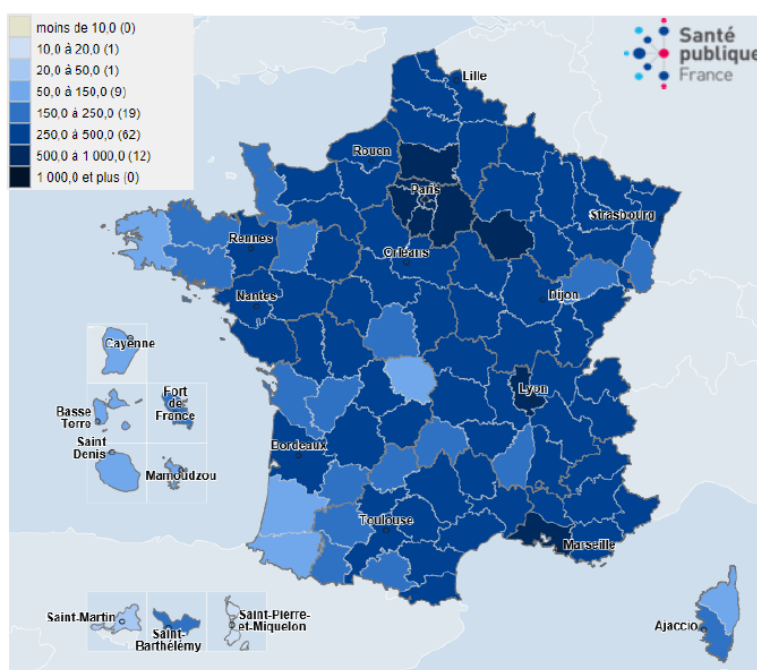 moins de 10,0 (0)
10,0 à 20,0 (1)
20,0 à 50,0 (1)
50,0 à 150,0 (9)
150,0 à 250,0 (19)
250,0 à 500,0 (62)
500,0 à 1 000,0 (12)
1 000,0 et plus (0)
Santé
publique
France
Lille
Rouen
Paris
Strasbourg
Rennes
Orléans
Dijon
Nantes
Cayenne
Lyon
Fort
de
France
Basse
Terre
Saint
Denis
Bordeaux
Mamoudzou
Toulouse
Marseille
Saint-Martin
Saint-
Barthélémy
Saint-Pierre-
et-Miquelon
Ajaccio